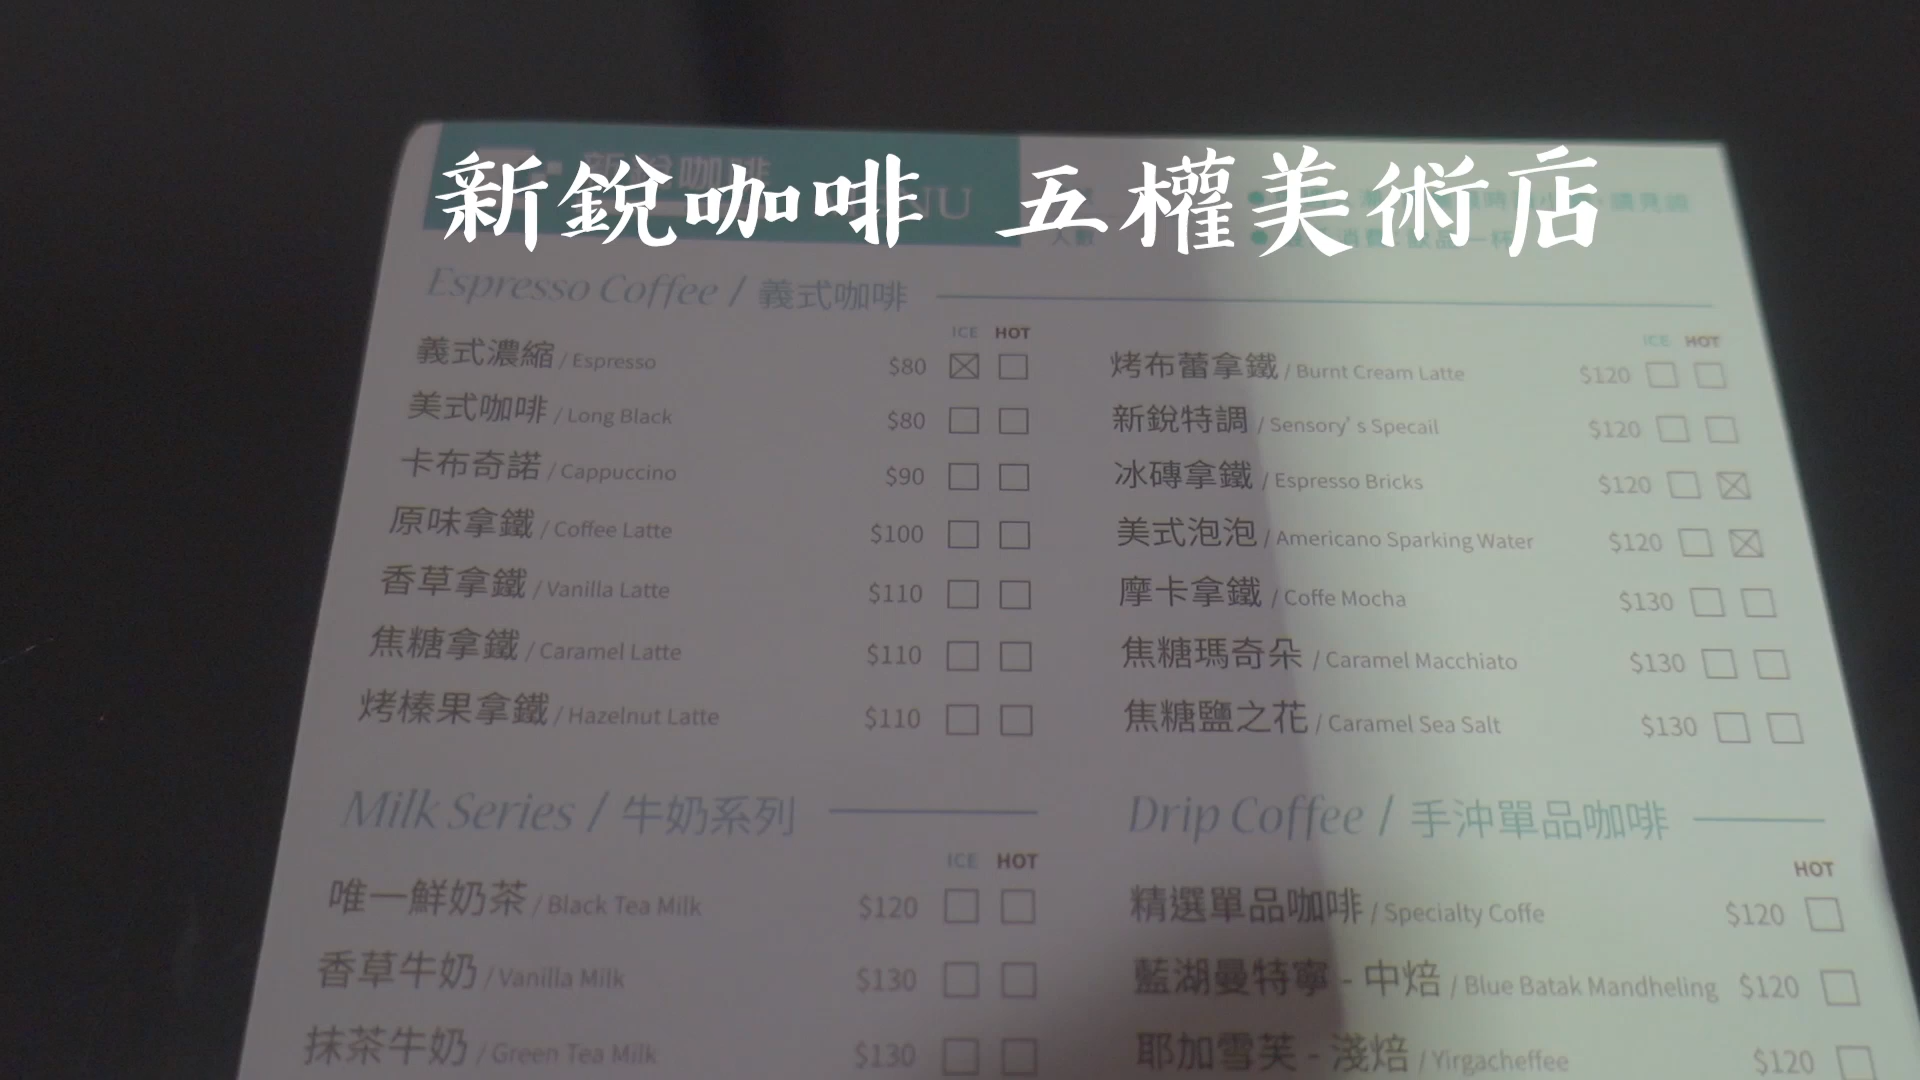 新銳咖啡 五權美術店
Espresso Coffee / 義式咖啡
ICE HOT
義式濃縮 / Espresso $80
美式咖啡 / Long Black $80
卡布奇諾 / Cappuccino $90
原味拿鐵 / Coffee Latte $100
香草拿鐵 / Vanilla Latte $110
焦糖拿鐵 / Caramel Latte $110
烤榛果拿鐵 / Hazelnut Latte $110
ICE HOT
烤布蕾拿鐵 / Burnt Cream Latte $120
新銳特調 / Sensory's Specail $120
冰磚拿鐵 / Espresso Bricks $120
美式泡泡 / Americano Sparking Water $120
摩卡拿鐵 / Coffe Mocha $130
焦糖瑪奇朵 / Caramel Macchiato $130
焦糖鹽之花 / Caramel Sea Salt $130
Milk Series / 牛奶系列
ICE HOT
唯一鮮奶茶 / Black Tea Milk $120
香草牛奶 / Vanilla Milk $130
抹茶牛奶 / Green Tea Milk $130
Drip Coffee / 手沖單品咖啡
HOT
精選單品咖啡 / Specialty Coffe $120
藍湖曼特寧 - 中焙 / Blue Batak Mandheling $120
耶加雪芙 - 淺焙 / Yirgacheffee $120